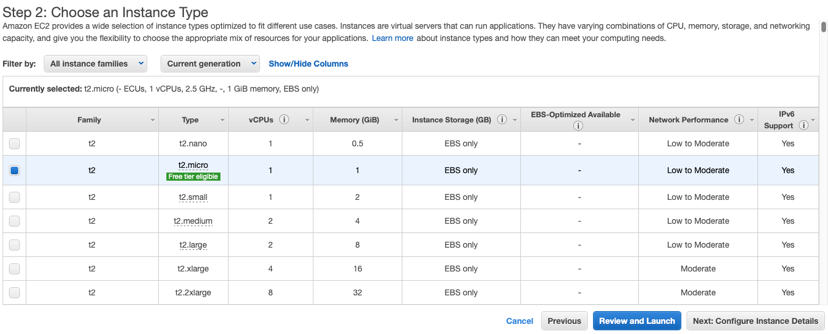 Step 2: Choose an Instance Type
Amazon EC2 provides a wide selection of instance types optimized to fit different use cases. Instances are virtual servers that can run applications. They have varying combinations of CPU, memory, storage, and networking
capacity, and give you the flexibility to choose the appropriate mix of resources for your applications. Learn more about instance types and how they can meet your computing needs.
Filter by: All instance families Current generation Show/Hide Columns
Currently selected: t2.micro (- ECUs, 1 vCPUs, 2.5 GHz, -, 1 GiB memory, EBS only)
Family Type vCPUs i Memory (GiB) Instance Storage (GB) i EBS-Optimized Available i Network Performance i IPv6 Support i
t2 t2.nano 1 0.5 EBS only - Low to Moderate Yes
t2 t2.micro 1 1 EBS only - Low to Moderate Yes
Free tier eligible
t2 t2.small 1 2 EBS only - Low to Moderate Yes
t2 t2.medium 2 4 EBS only - Low to Moderate Yes
t2 t2.large 2 8 EBS only - Low to Moderate Yes
t2 t2.xlarge 4 16 EBS only - Moderate Yes
t2 t2.2xlarge 8 32 EBS only - Moderate Yes
Cancel Previous Review and Launch Next: Configure Instance Details